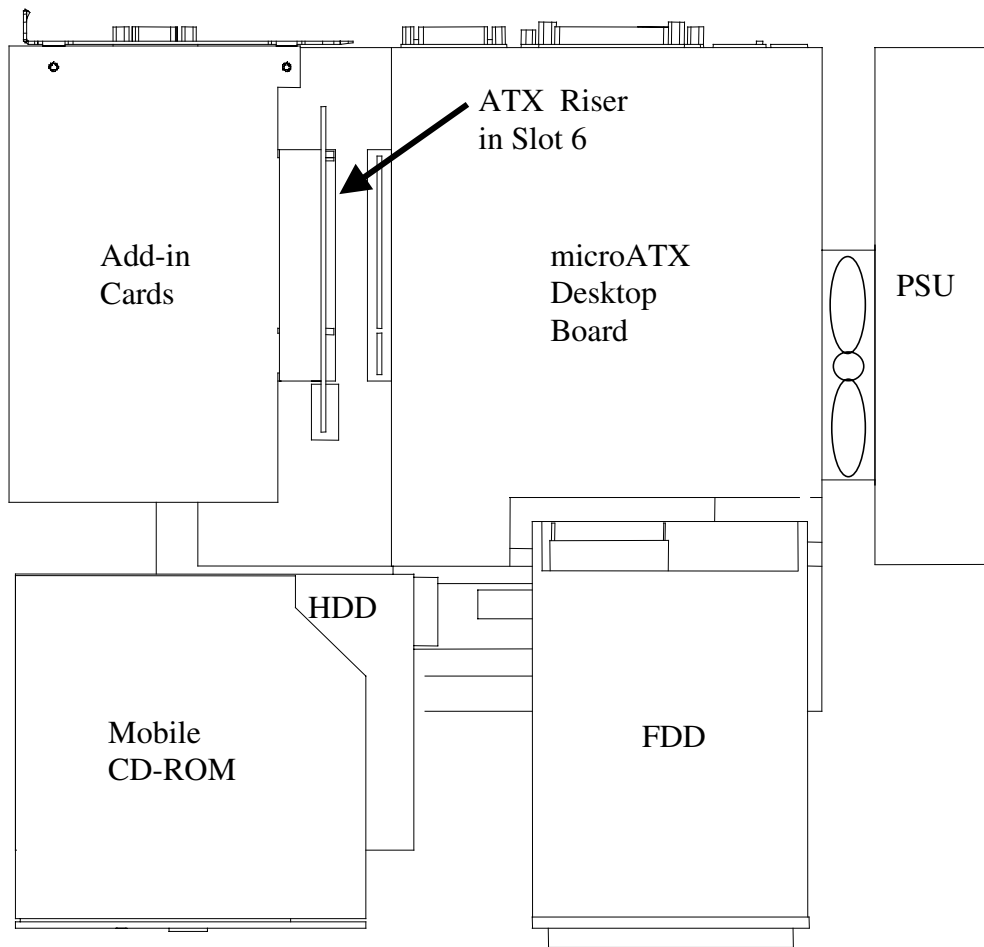 ATX Riser
in Slot 6
Add-in
Cards
microATX
Desktop
Board
PSU
HDD
Mobile
CD-ROM
FDD